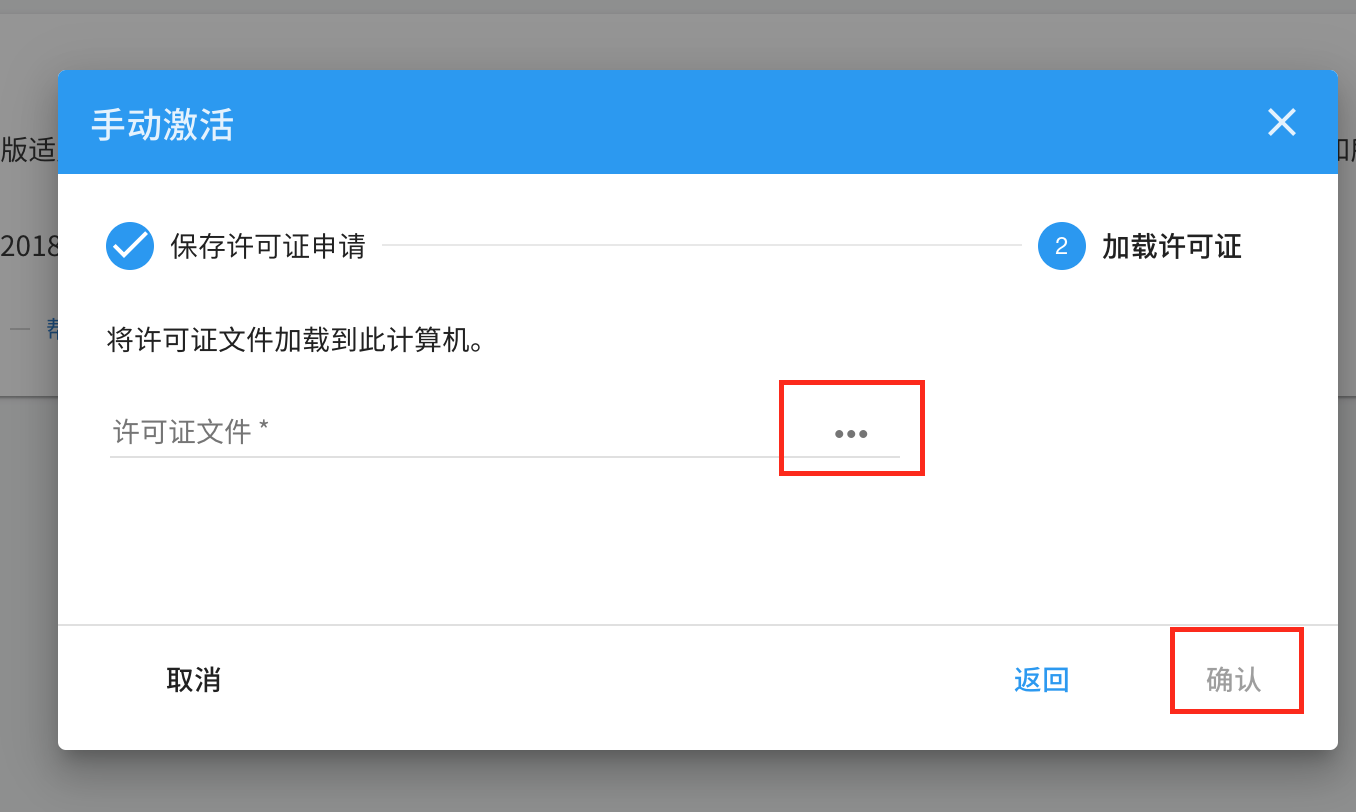 手动激活
版适
保存许可证申请
2
加载许可证
2018
帮
将许可证文件加载到此计算机。
许可证文件 *
•••
取消
返回
确认